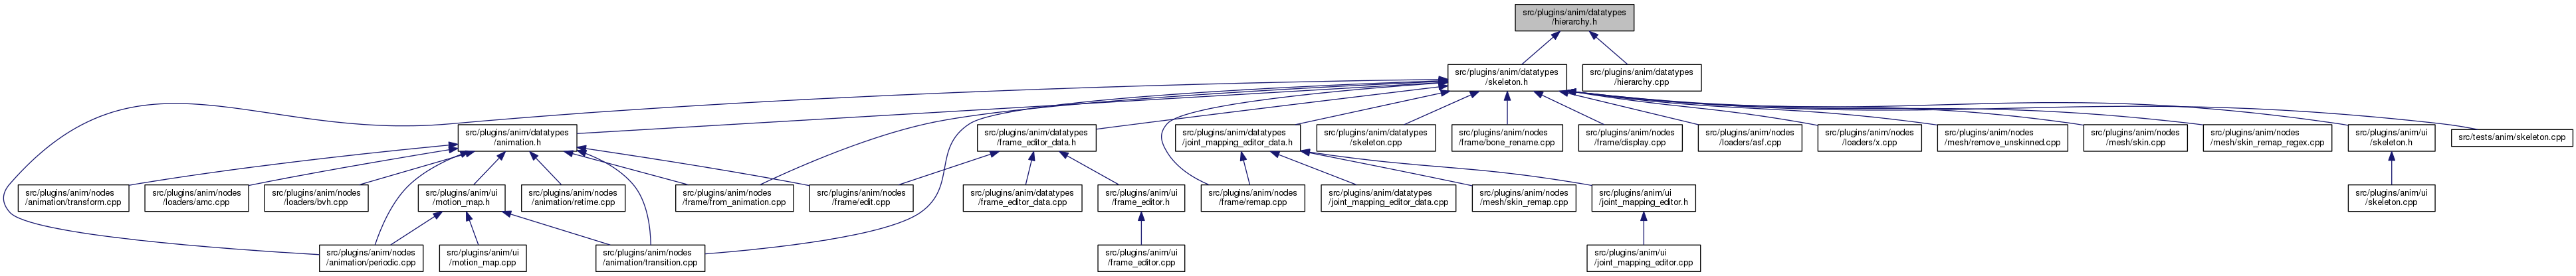 src/plugins/anim/datatypes
/hierarchy.h
src/plugins/anim/datatypes
/skeleton.h
src/plugins/anim/datatypes
/hierarchy.cpp
src/plugins/anim/datatypes
/animation.h
src/plugins/anim/datatypes
/frame_editor_data.h
src/plugins/anim/datatypes
/joint_mapping_editor_data.h
src/plugins/anim/datatypes
/skeleton.cpp
src/plugins/anim/nodes
/frame/bone_rename.cpp
src/plugins/anim/nodes
/frame/display.cpp
src/plugins/anim/nodes
/loaders/asf.cpp
src/plugins/anim/nodes
/loaders/x.cpp
src/plugins/anim/nodes
/mesh/remove_unskinned.cpp
src/plugins/anim/nodes
/mesh/skin.cpp
src/plugins/anim/nodes
/mesh/skin_remap_regex.cpp
src/plugins/anim/ui
/skeleton.h
src/tests/anim/skeleton.cpp
src/plugins/anim/nodes
/animation/transform.cpp
src/plugins/anim/nodes
/loaders/amc.cpp
src/plugins/anim/nodes
/loaders/bvh.cpp
src/plugins/anim/ui
/motion_map.h
src/plugins/anim/nodes
/animation/retime.cpp
src/plugins/anim/nodes
/frame/from_animation.cpp
src/plugins/anim/nodes
/frame/edit.cpp
src/plugins/anim/datatypes
/frame_editor_data.cpp
src/plugins/anim/ui
/frame_editor.h
src/plugins/anim/nodes
/frame/remap.cpp
src/plugins/anim/datatypes
/joint_mapping_editor_data.cpp
src/plugins/anim/nodes
/mesh/skin_remap.cpp
src/plugins/anim/ui
/joint_mapping_editor.h
src/plugins/anim/ui
/skeleton.cpp
src/plugins/anim/nodes
/animation/periodic.cpp
src/plugins/anim/ui
/motion_map.cpp
src/plugins/anim/nodes
/animation/transition.cpp
src/plugins/anim/ui
/frame_editor.cpp
src/plugins/anim/ui
/joint_mapping_editor.cpp